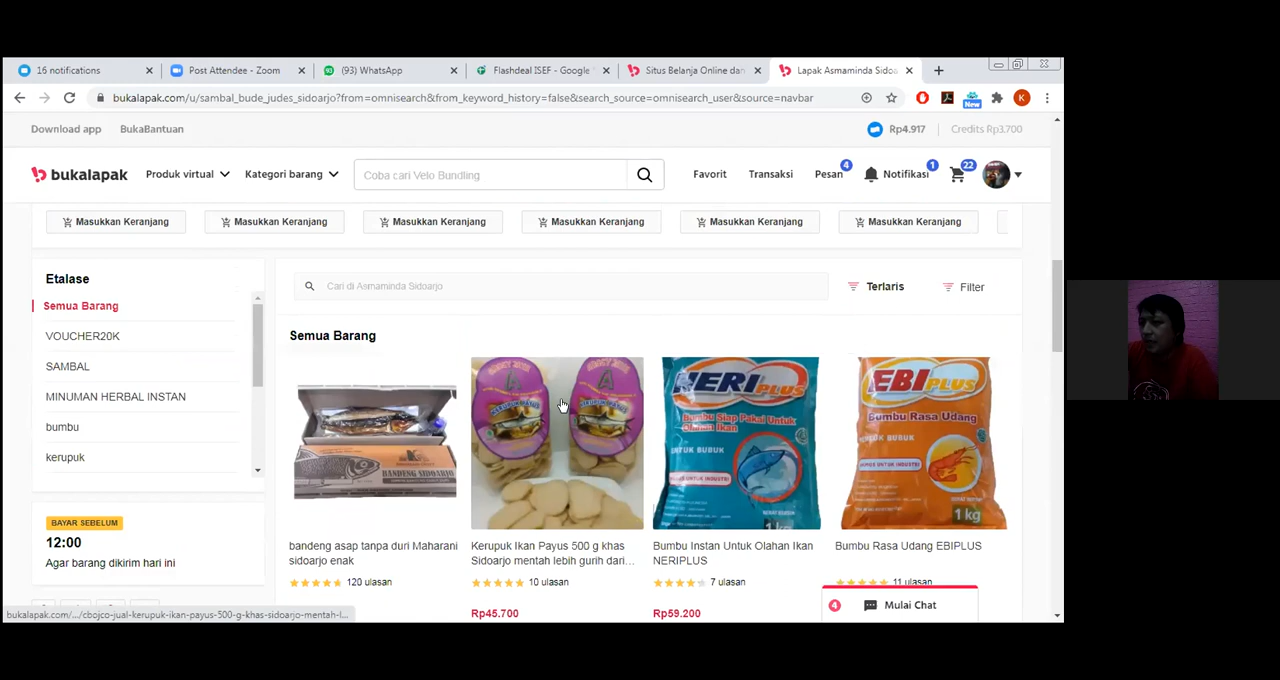 16 notifications
Post Attendee - Zoom
(93) WhatsApp
Flashdeal ISEF - Google
Situs Belanja Online dan
Lapak Asmaminda Sidoa
bukalapak.com/u/sambal_bude_judes_sidoarjo?from=omnisearch&from_keyword_history=false&search_source=omnisearch_user&source=navbar
New
K
Download app
BukaBantuan
Rp4.917
Credits Rp3.700
bukalapak
Produk virtual
Kategori barang
Coba cari Velo Bundling
Favorit
Transaksi
Pesan
4
Notifikasi
1
22
Masukkan Keranjang
Masukkan Keranjang
Masukkan Keranjang
Masukkan Keranjang
Masukkan Keranjang
Masukkan Keranjang
Etalase
Semua Barang
VOUCHER20K
SAMBAL
MINUMAN HERBAL INSTAN
bumbu
kerupuk
BAYAR SEBELUM
12:00
Agar barang dikirim hari ini
Cari di Asmaminda Sidoarjo
Terlaris
Filter
Semua Barang
BANDENG SIDOARJO
A
A
NERI PLUS
Bumbu Siap Pakai Untuk
Olahan Ikan
UNTUK BUBUK
1 kg
EBI PLUS
Bumbu Rasa Udang
1 kg
bandeng asap tanpa duri Maharani
sidoarjo enak
120 ulasan
Kerupuk Ikan Payus 500 g khas
Sidoarjo mentah lebih gurih dari...
10 ulasan
Rp45.700
Bumbu Instan Untuk Olahan Ikan
NERIPLUS
7 ulasan
Rp59.200
Bumbu Rasa Udang EBIPLUS
11 ulasan
4
Mulai Chat
bukalapak.com/.../cbojco-jual-kerupuk-ikan-payus-500-g-khas-sidoarjo-mentah-l...